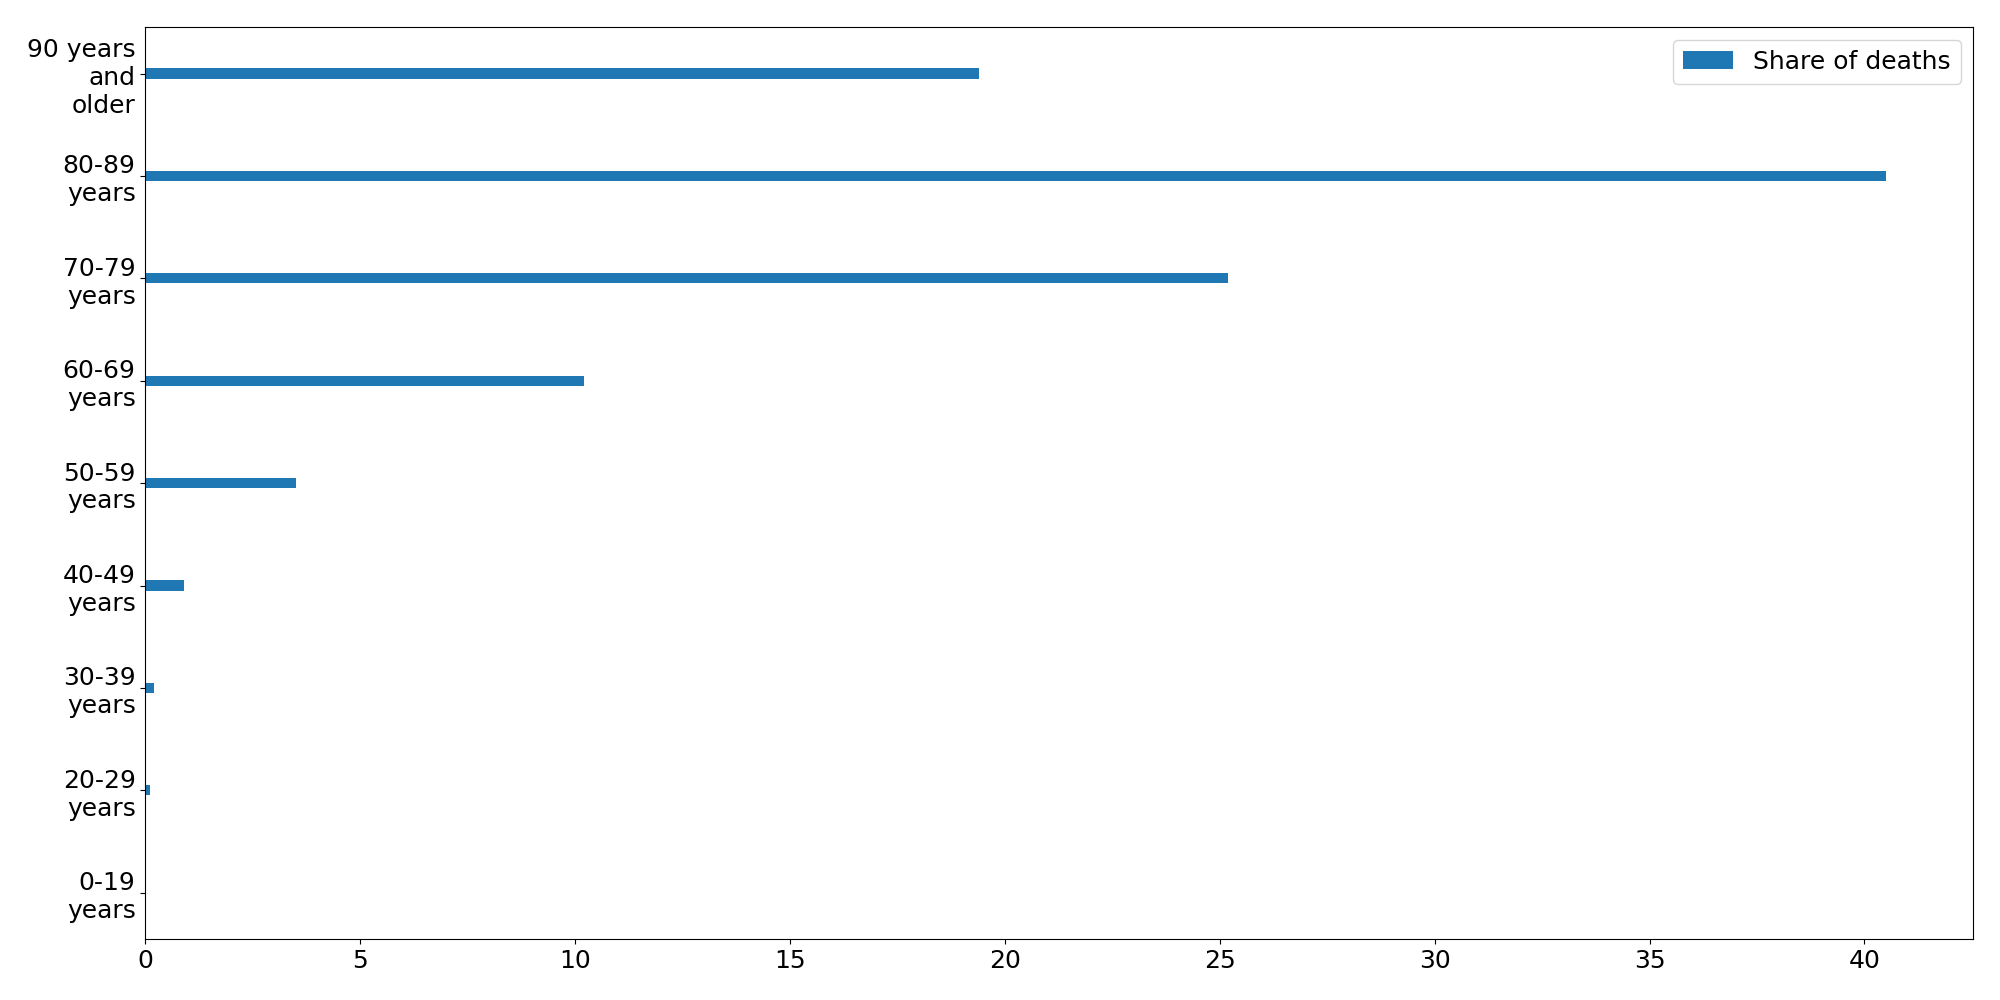 90 years
and
older
80-89
years
70-79
years
60-69
years
50-59
years
40-49
years
30-39
years
20-29
years
0-19
years
0 5 10 15 20 25 30 35 40
Share of deaths